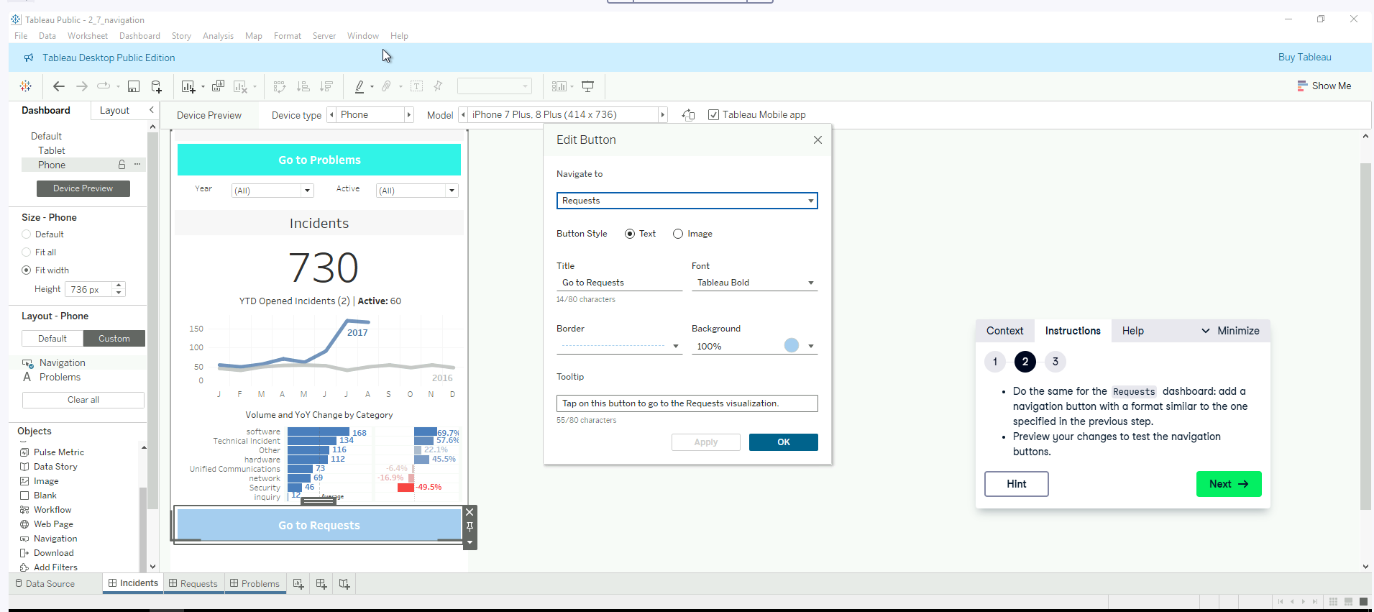 Tableau Public - 2_7_navigation
File Data Worksheet Dashboard Story Analysis Map Format Server Window Help
Tableau Desktop Public Edition
Buy Tableau
Show Me
Dashboard
Layout
Default
Tablet
Phone
Device Preview
Size - Phone
Default
Fit all
Fit width
Height 736 px
Layout - Phone
Default
Custom
Navigation
Problems
Clear all
Objects
Pulse Metric
Data Story
Image
Blank
Workflow
Web Page
Navigation
Download
Add Filters
Device Preview
Device type
Phone
Model
iPhone 7 Plus, 8 Plus (414 x 736)
Tableau Mobile app
Go to Problems
Year
(All)
Active
(All)
Incidents
730
YTD Opened Incidents (2) | Active: 60
150
100
50
0
2017
2016
J F M A M J J A S O N D
Volume and YoY Change by Category
software 168 69.7%
Technical Incident 134 57.6%
Other 116 22.1%
hardware 112 45.5%
Unified Communications 73 -6.4%
network 69 -16.9%
Security 46 -49.5%
inquiry 12
Average
Go to Requests
Edit Button
Navigate to
Requests
Button Style
Text
Image
Title
Font
Go to Requests
Tableau Bold
14/80 characters
Border
Background
100%
Tooltip
Tap on this button to go to the Requests visualization.
55/80 characters
Apply
OK
Context
Instructions
Help
Minimize
1
2
3
• Do the same for the Requests dashboard: add a
navigation button with a format similar to the one
specified in the previous step.
• Preview your changes to test the navigation
buttons.
Hint
Next →
Data Source
Incidents
Requests
Problems